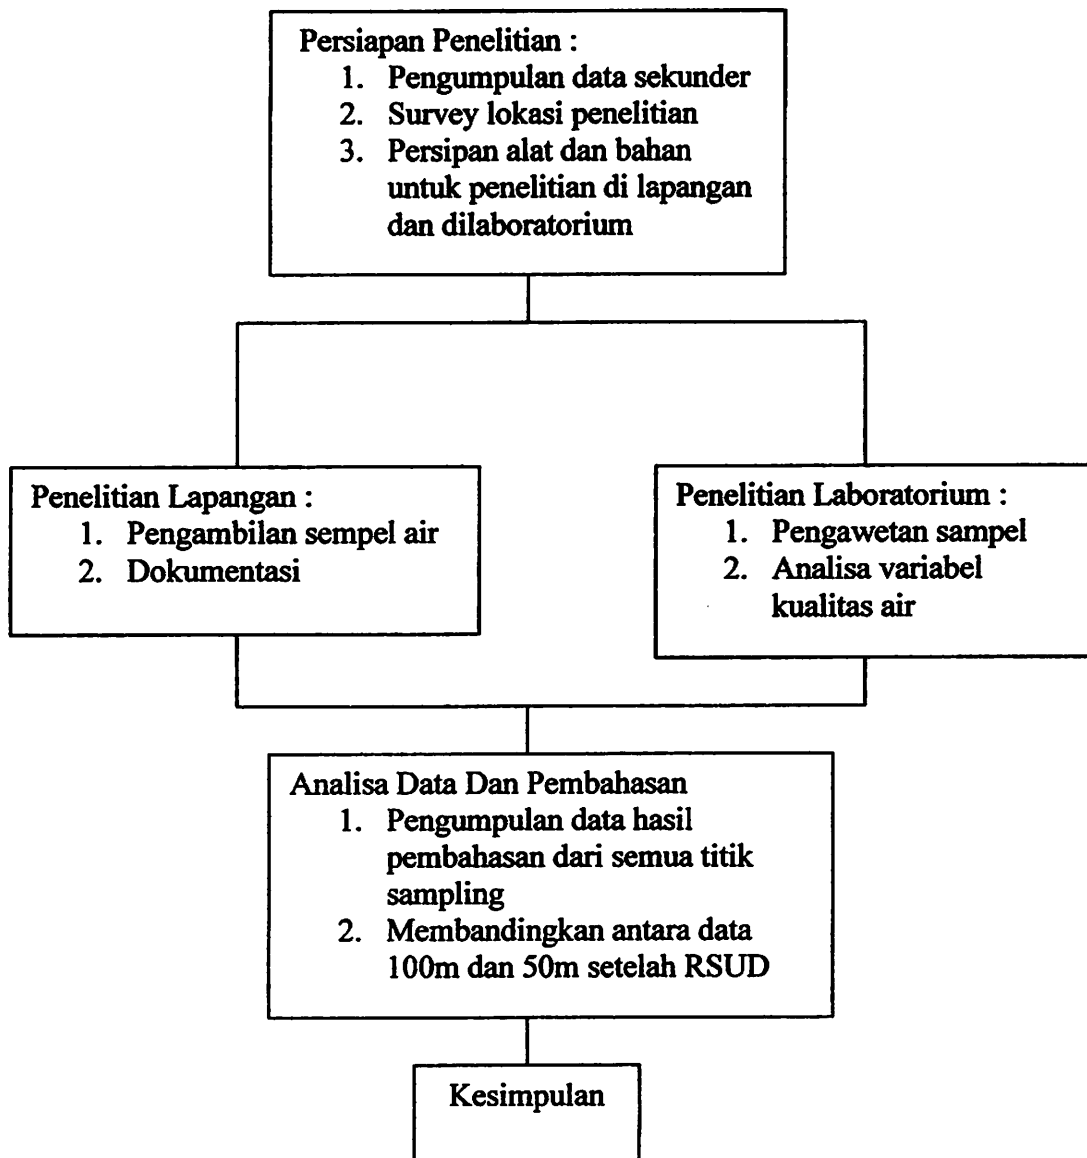 Persiapan Penelitian :
1. Pengumpulan data sekunder
2. Survey lokasi penelitian
3. Persipan alat dan bahan
untuk penelitian di lapangan
dan dilaboratorium
Penelitian Lapangan :
1. Pengambilan sempel air
2. Dokumentasi
Penelitian Laboratorium :
1. Pengawetan sampel
2. Analisa variabel
kualitas air
Analisa Data Dan Pembahasan
1. Pengumpulan data hasil
pembahasan dari semua titik
sampling
2. Membandingkan antara data
100m dan 50m setelah RSUD
Kesimpulan